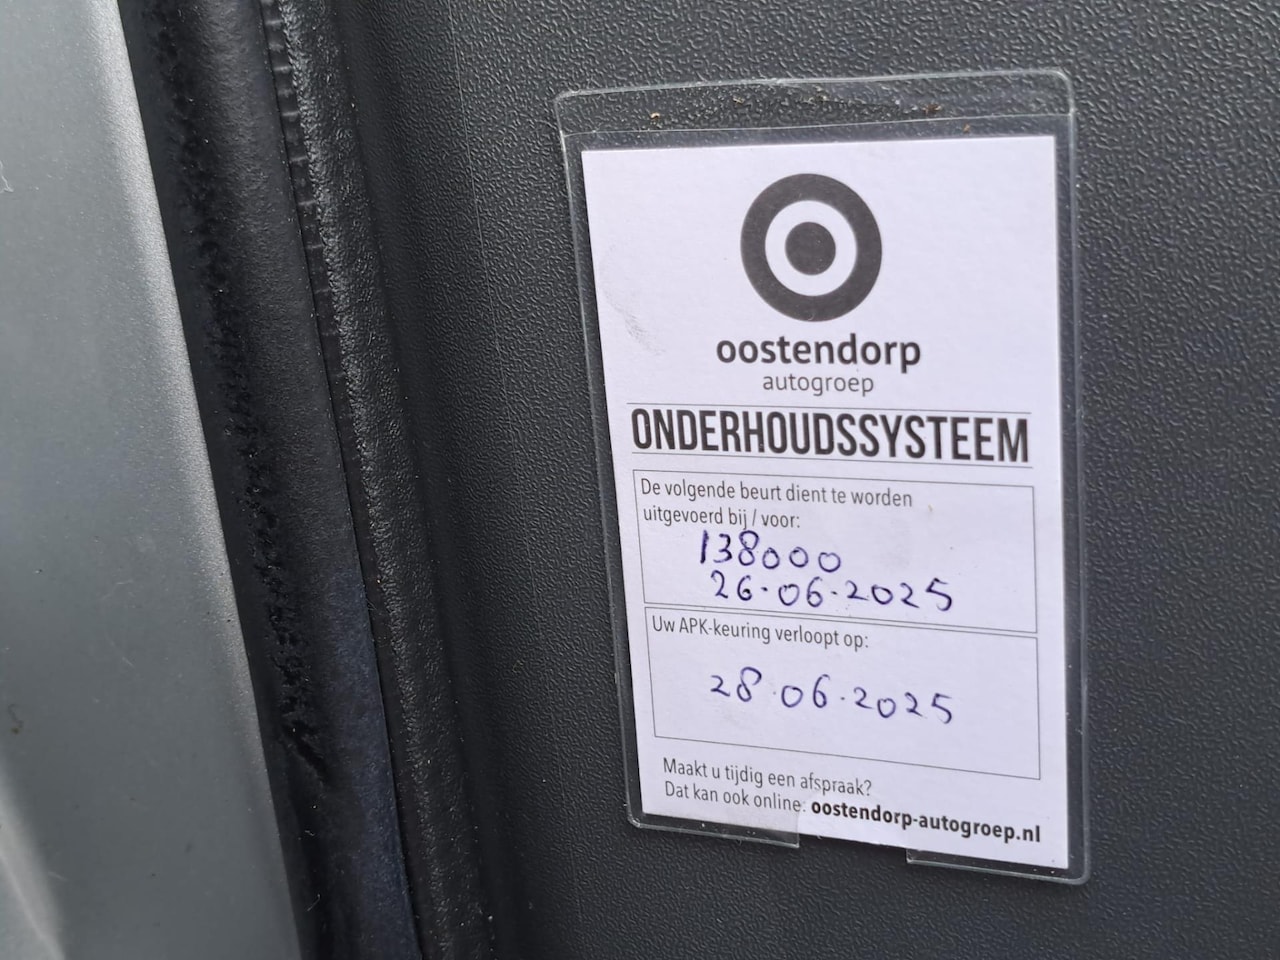 oostendorp
autogroep
ONDERHOUDSSYSTEEM
De volgende beurt dient te worden
uitgevoerd bij / voor:
138000
26·06·2025
Uw APK-keuring verloopt op:
28·06·2025
Maakt u tijdig een afspraak?
Dat kan ook online: oostendorp-autogroep.nl